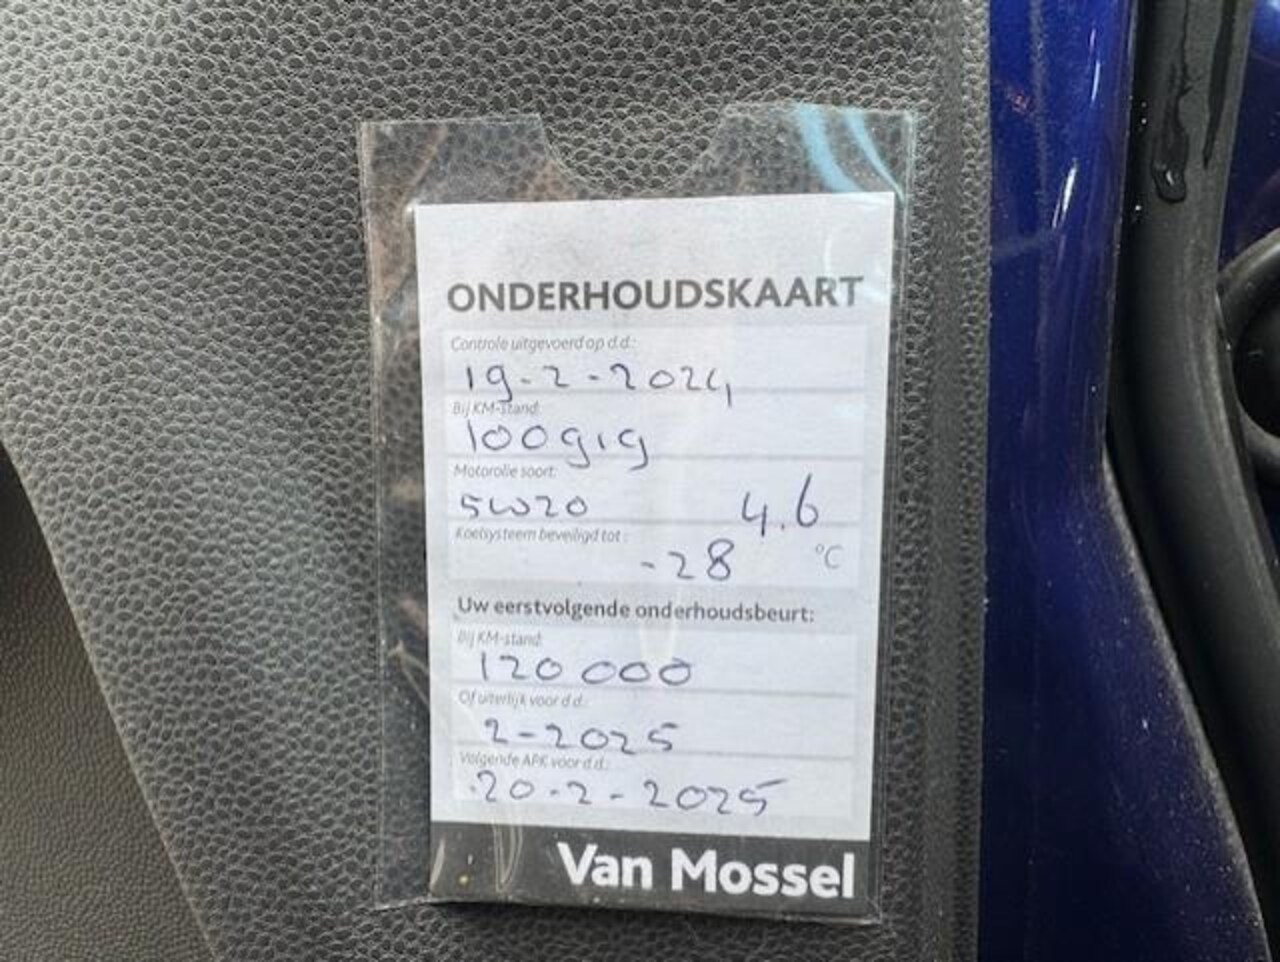 ONDERHOUDSKAART
Controle uitgevoerd op d.d.:
19-2-2024
Bij KM-stand:
100919
Motorolie soort:
5W20 4.6
Koelsysteem beveiligd tot:
-28 °C
Uw eerstvolgende onderhoudsbeurt:
Bij KM-stand:
120 000
Of uiterlijk voor d.d.:
2-2025
Volgende APK voor d.d.:
20-2-2025
Van Mossel